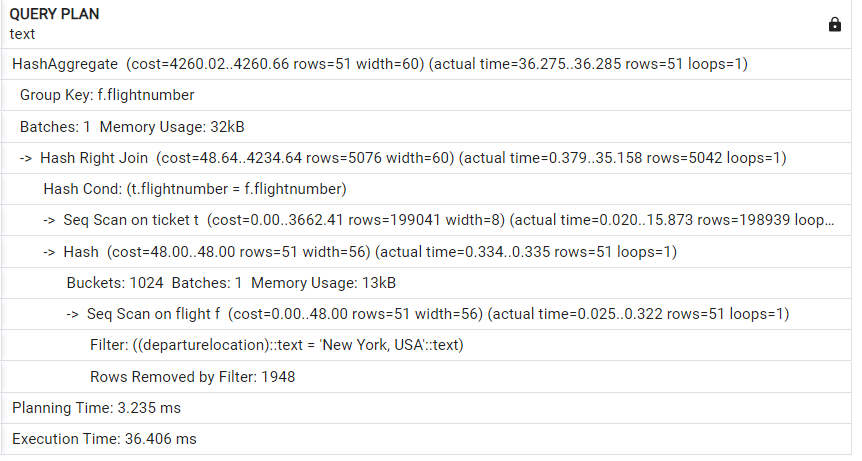 QUERY PLAN
text
HashAggregate (cost=4260.02..4260.66 rows=51 width=60) (actual time=36.275..36.285 rows=51 loops=1)
Group Key: f.flightnumber
Batches: 1 Memory Usage: 32kB
-> Hash Right Join (cost=48.64..4234.64 rows=5076 width=60) (actual time=0.379..35.158 rows=5042 loops=1)
Hash Cond: (t.flightnumber = f.flightnumber)
-> Seq Scan on ticket t (cost=0.00..3662.41 rows=199041 width=8) (actual time=0.020..15.873 rows=198939 loop...
-> Hash (cost=48.00..48.00 rows=51 width=56) (actual time=0.334..0.335 rows=51 loops=1)
Buckets: 1024 Batches: 1 Memory Usage: 13kB
-> Seq Scan on flight f (cost=0.00..48.00 rows=51 width=56) (actual time=0.025..0.322 rows=51 loops=1)
Filter: ((departurelocation)::text = 'New York, USA'::text)
Rows Removed by Filter: 1948
Planning Time: 3.235 ms
Execution Time: 36.406 ms